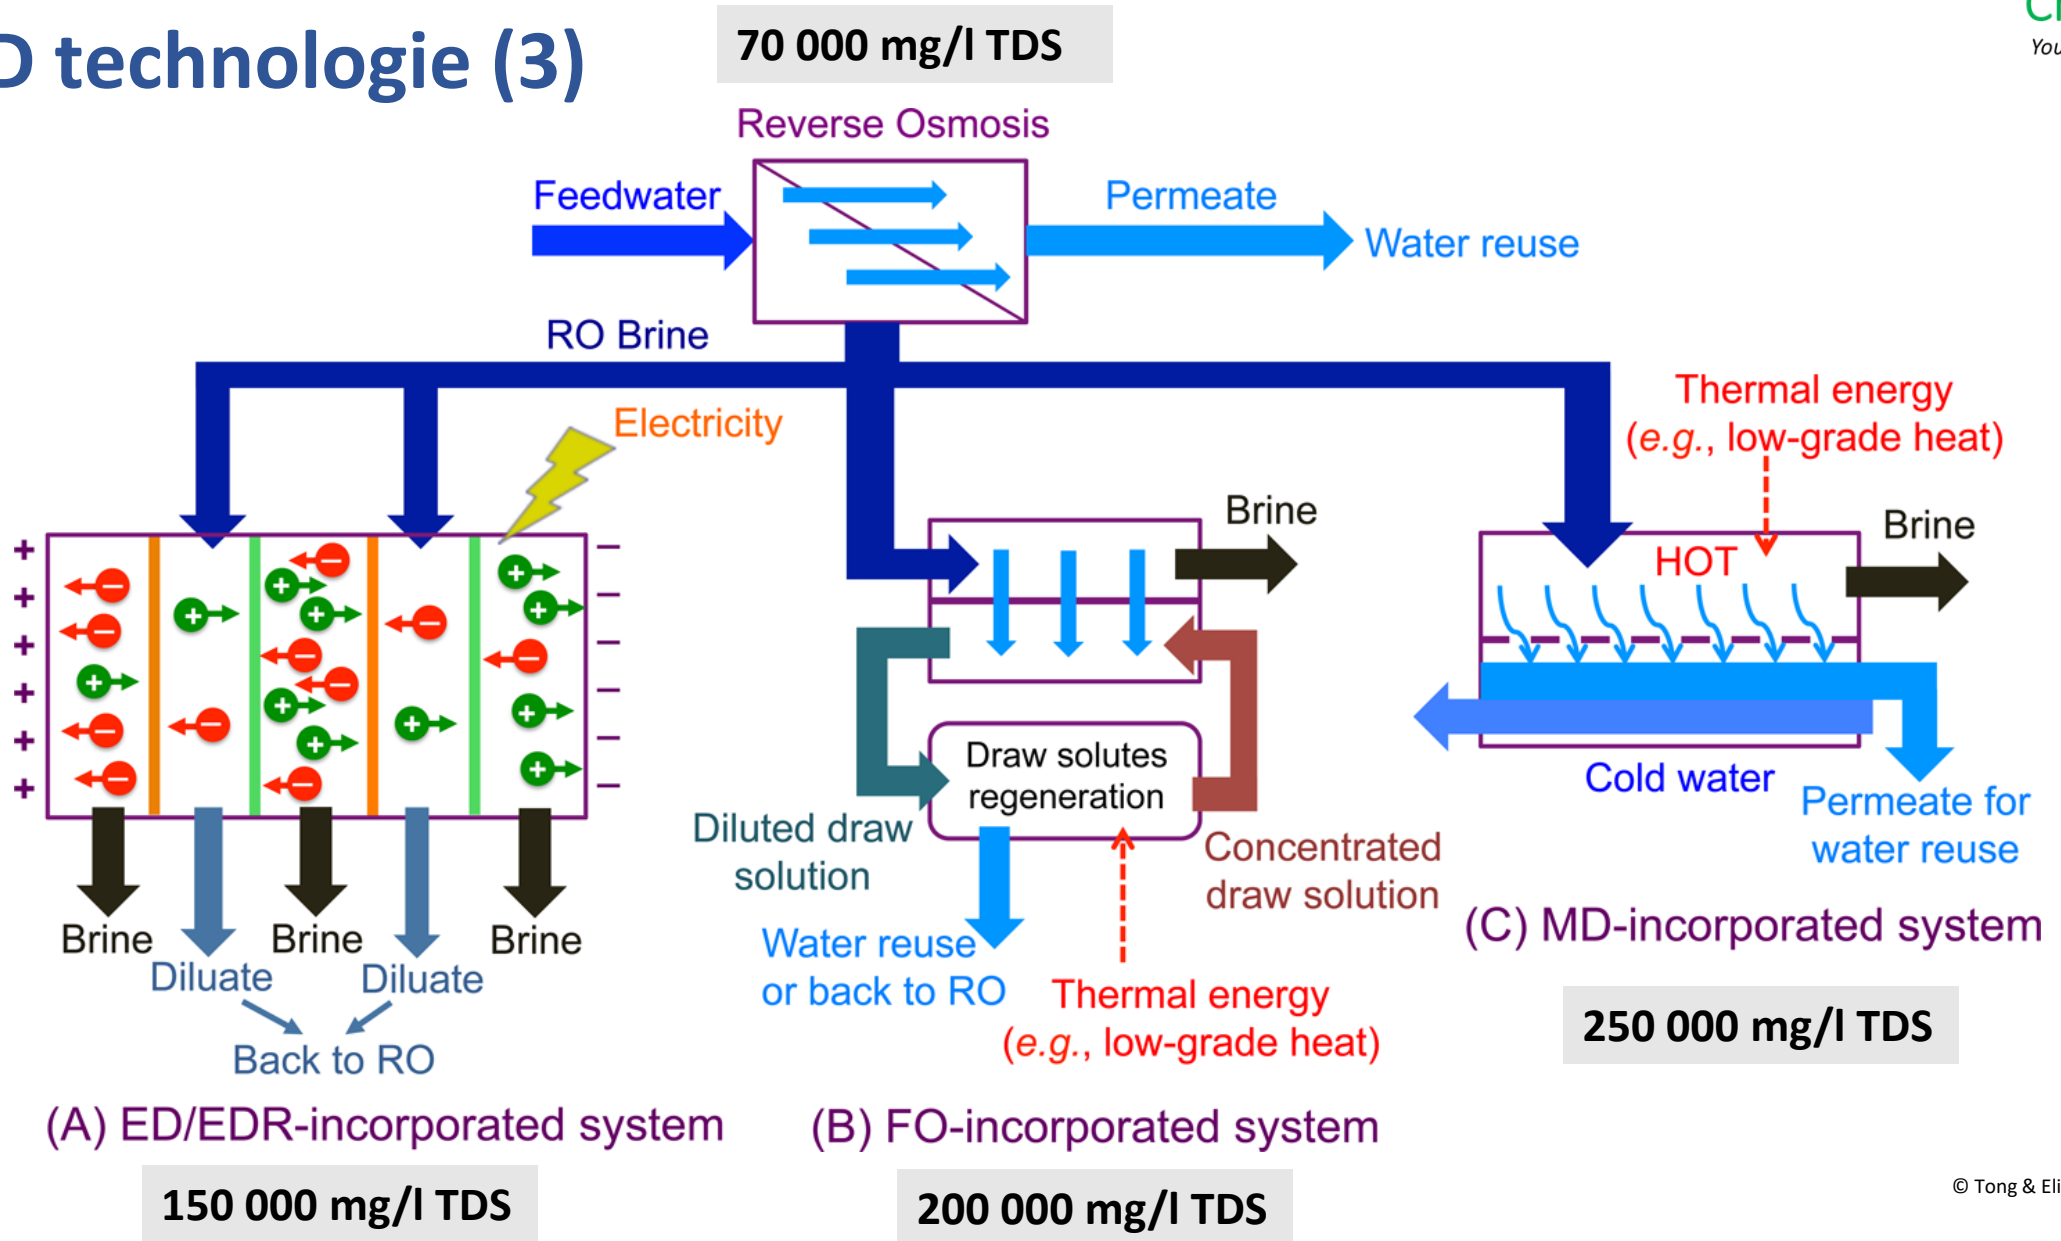 D technologie (3)
70 000 mg/l TDS
You
Reverse Osmosis
Feedwater
Permeate
Water reuse
RO Brine
Electricity
Thermal energy
(e.g., low-grade heat)
Brine
Brine
HOT
+ + + + + +
− − − − − −
Draw solutes
regeneration
Diluted draw
solution
Concentrated
draw solution
Cold water
Permeate for
water reuse
Brine
Brine
Brine
Diluate
Diluate
Back to RO
Water reuse
or back to RO
Thermal energy
(e.g., low-grade heat)
(A) ED/EDR-incorporated system
(B) FO-incorporated system
(C) MD-incorporated system
150 000 mg/l TDS
200 000 mg/l TDS
250 000 mg/l TDS
© Tong & Eli